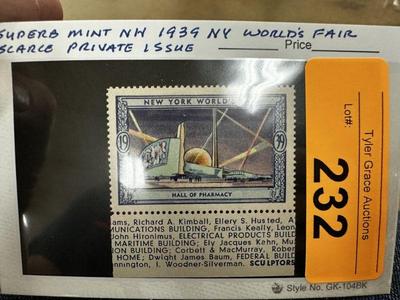 SUPERB MINT NH 1939 NY WORLD'S FAIR
SCARCE PRIVATE ISSUE
Price
NEW YORK WORLD
19 39
HALL OF PHARMACY
ams, Richard A. Kimball, Ellery S. Husted, A
MUNICATIONS BUILDING, Francis Keally, Leon
John Hironimus, ELECTRICAL PRODUCTS BUILD
MARITIME BUILDING; Ely Jacques Kahn, Mu
ION BUILDING; Corbett & MacMurray, Rober
HOME; Dwight James Baum, FEDERAL BUILD
nnington, I. Woodner-Silverman. SCULPTORS
Lot#:
232
Tyler Grace Auctions
Style No. GK-104BK